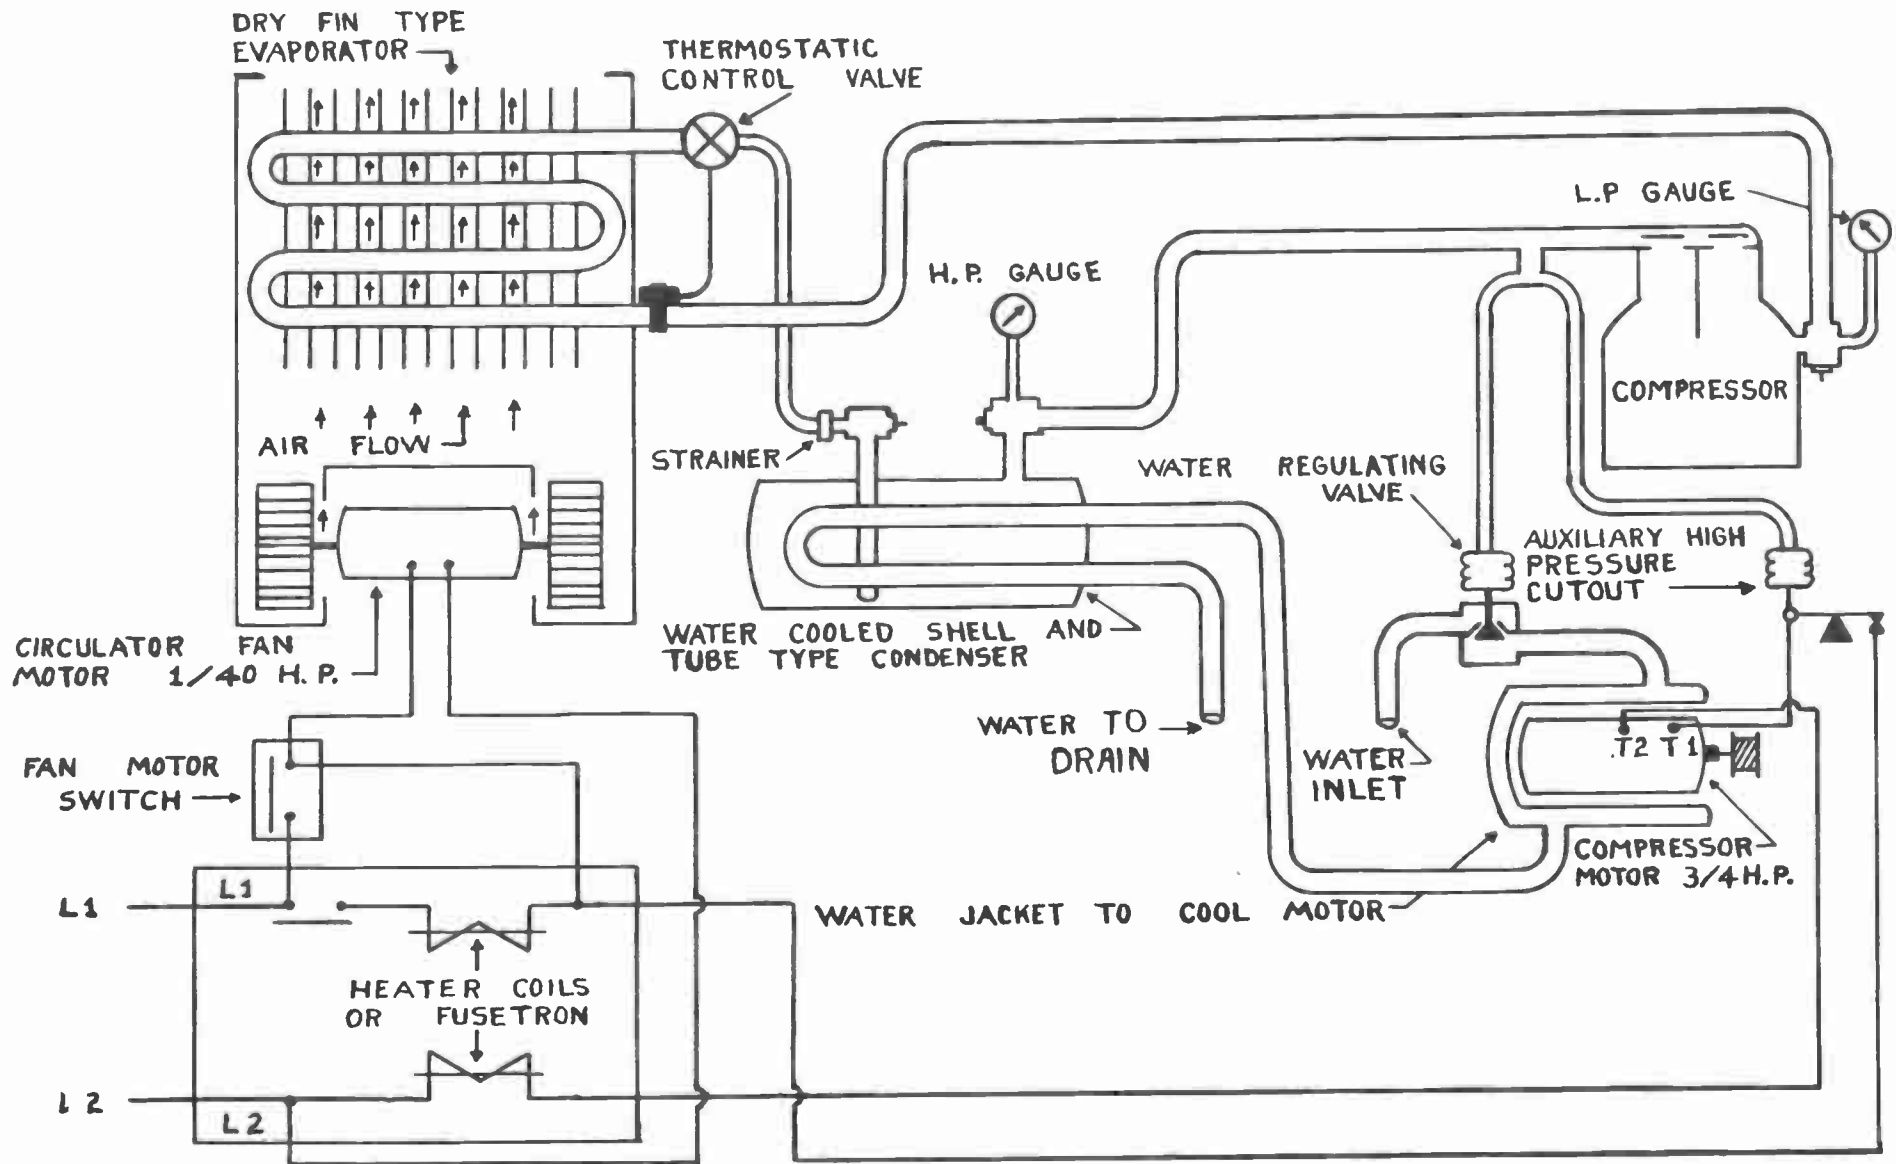 DRY FIN TYPE
EVAPORATOR
THERMOSTATIC
CONTROL VALVE
L.P GAUGE
H.P. GAUGE
COMPRESSOR
AIR FLOW
STRAINER
WATER REGULATING
VALVE
AUXILIARY HIGH
PRESSURE
CUTOUT
CIRCULATOR FAN
MOTOR 1/40 H.P.
WATER COOLED SHELL AND
TUBE TYPE CONDENSER
WATER TO
DRAIN
WATER
INLET
.T2 T1
FAN MOTOR
SWITCH
COMPRESSOR
MOTOR 3/4 H.P.
L1
L1
WATER JACKET TO COOL MOTOR
HEATER COILS
OR FUSETRON
L2
L2